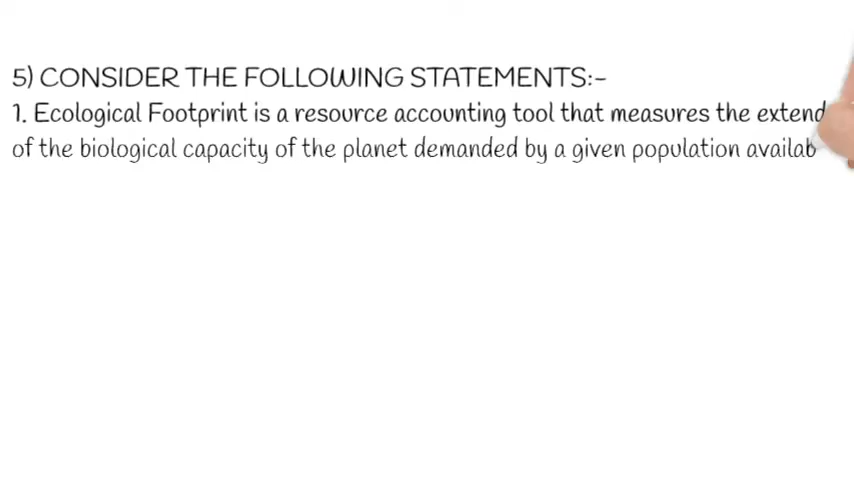 5) CONSIDER THE FOLLOWING STATEMENTS:-
1. Ecological Footprint is a resource accounting tool that measures the extend
of the biological capacity of the planet demanded by a given population availab